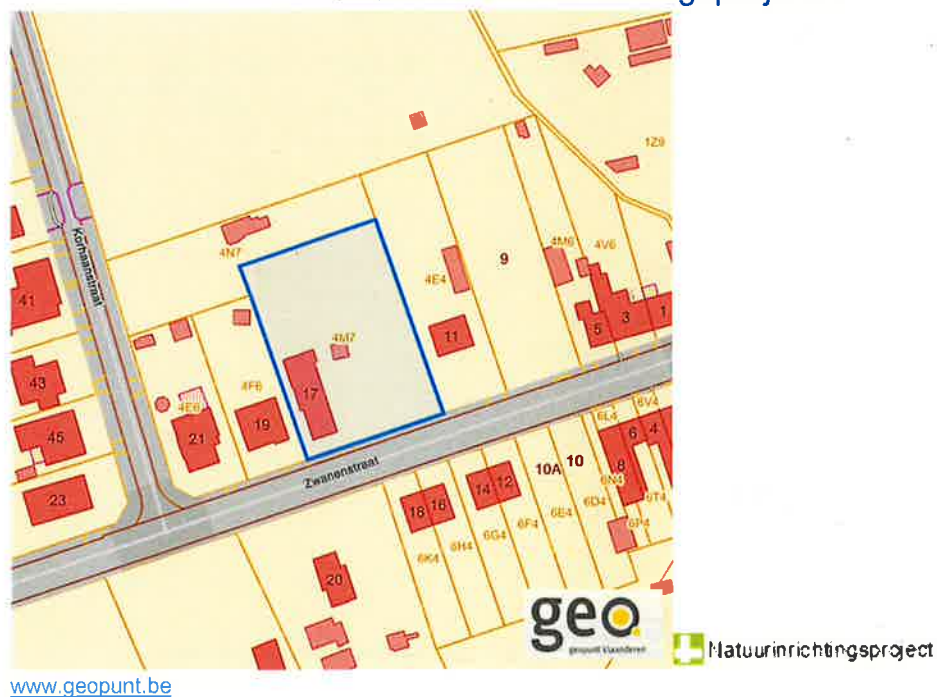 1Z9
9
4M6
4V6
4N7
4E4
Korhaanstraat
41
11
5
3
1
4M7
43
4F6
17
4E6
21
19
45
23
Zwanenstraat
6V4
6L4
6
4
10A
10
8
6N4
14
12
18
16
6T4
6D4
6E4
6F4
6P4
6G4
6H4
6K4
20
geo
geopunt Vlaanderen
Natuurinrichtingsproject
www.geopunt.be